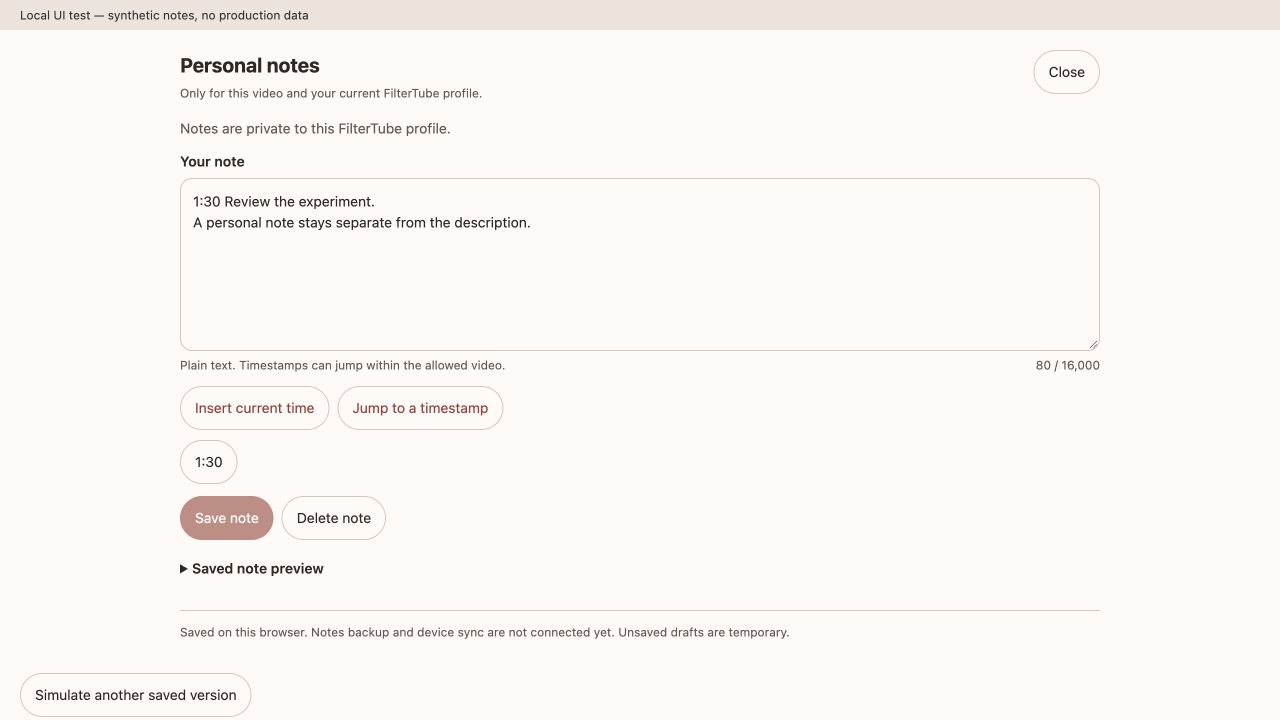 Local UI test — synthetic notes, no production data
Personal notes
Close
Only for this video and your current FilterTube profile.
Notes are private to this FilterTube profile.
Your note
1:30 Review the experiment.
A personal note stays separate from the description.
Plain text. Timestamps can jump within the allowed video.
80 / 16,000
Insert current time
Jump to a timestamp
1:30
Save note
Delete note
Saved note preview
Saved on this browser. Notes backup and device sync are not connected yet. Unsaved drafts are temporary.
Simulate another saved version